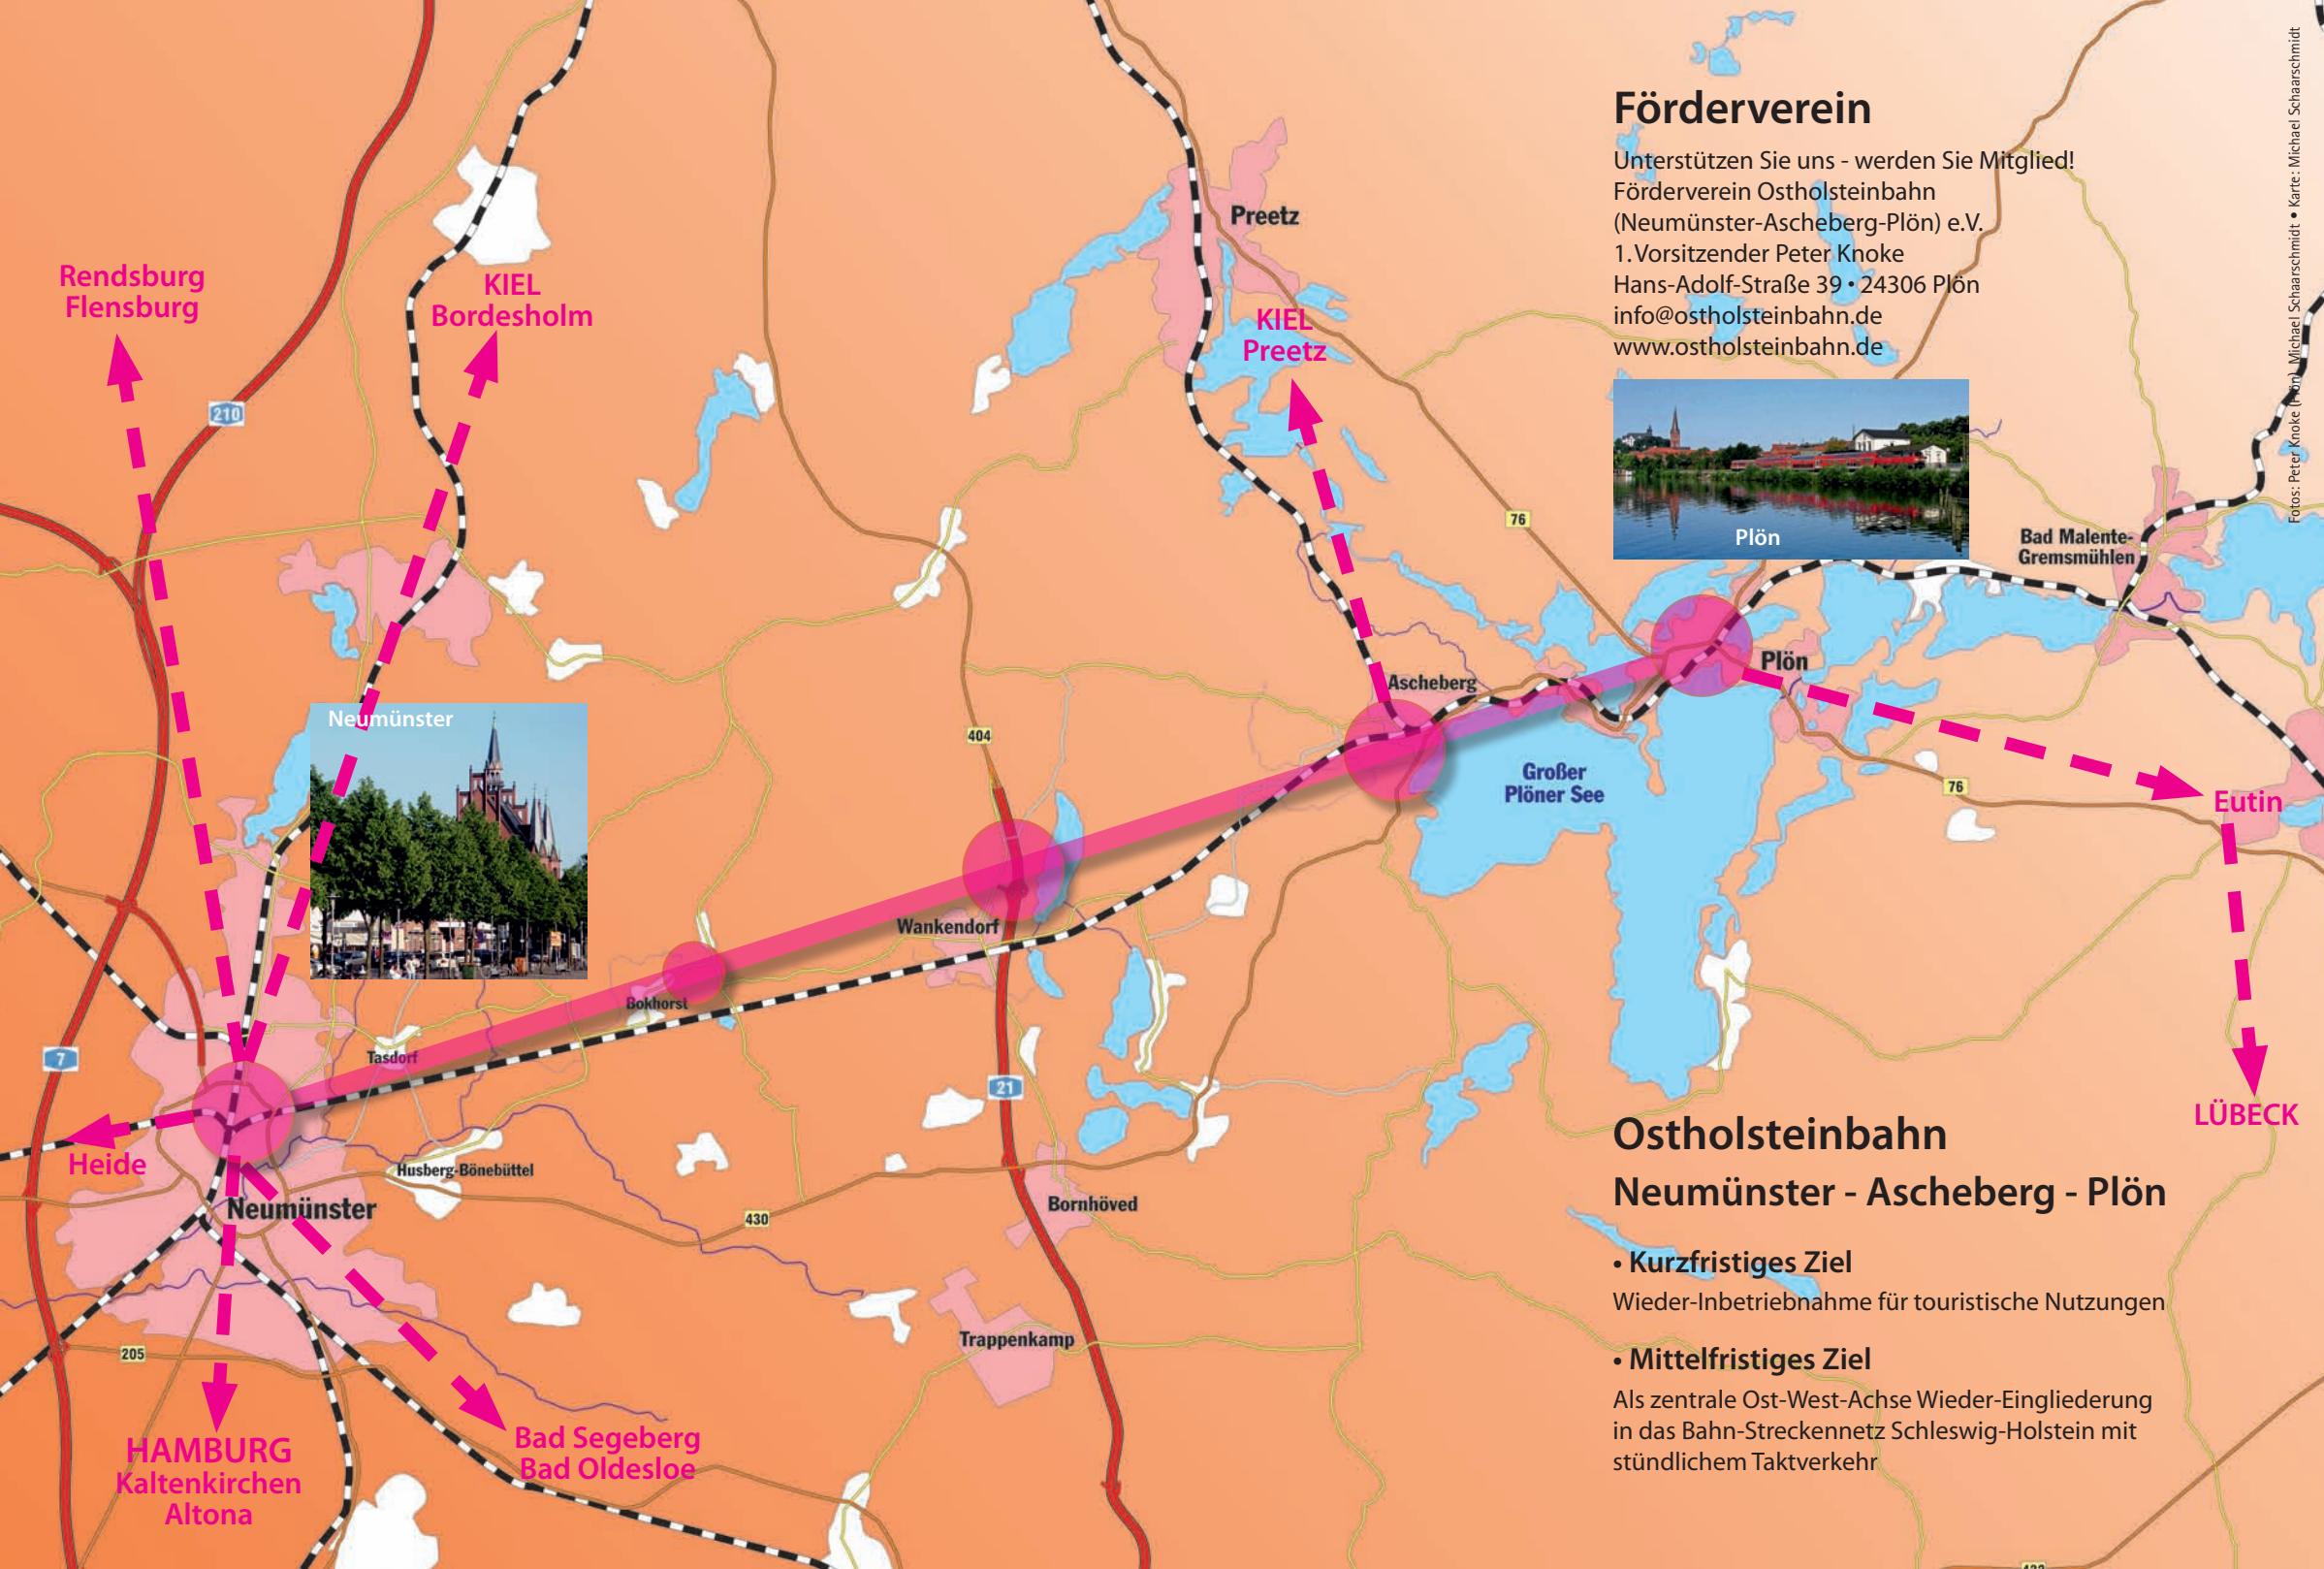 Förderverein
Unterstützen Sie uns - werden Sie Mitglied!
Förderverein Ostholsteinbahn
(Neumünster-Ascheberg-Plön) e.V.
1. Vorsitzender Peter Knoke
Hans-Adolf-Straße 39 • 24306 Plön
info@ostholsteinbahn.de
www.ostholsteinbahn.de
Fotos: Peter Knoke (Plön), Michael Schaarschmidt • Karte: Michael Schaarschmidt
Preetz
Rendsburg
Flensburg
KIEL
Bordesholm
KIEL
Preetz
210
76
Plön
Bad Malente-
Gremsmühlen
Plön
Ascheberg
Neumünster
404
Großer
Plöner See
76
Eutin
Wankendorf
Bokhorst
Tasdorf
7
21
LÜBECK
Heide
Husberg-Bönebüttel
Neumünster
430
Bornhöved
Trappenkamp
205
HAMBURG
Kaltenkirchen
Altona
Bad Segeberg
Bad Oldesloe
Ostholsteinbahn
Neumünster - Ascheberg - Plön
• Kurzfristiges Ziel
Wieder-Inbetriebnahme für touristische Nutzungen
• Mittelfristiges Ziel
Als zentrale Ost-West-Achse Wieder-Eingliederung
in das Bahn-Streckennetz Schleswig-Holstein mit
stündlichem Taktverkehr